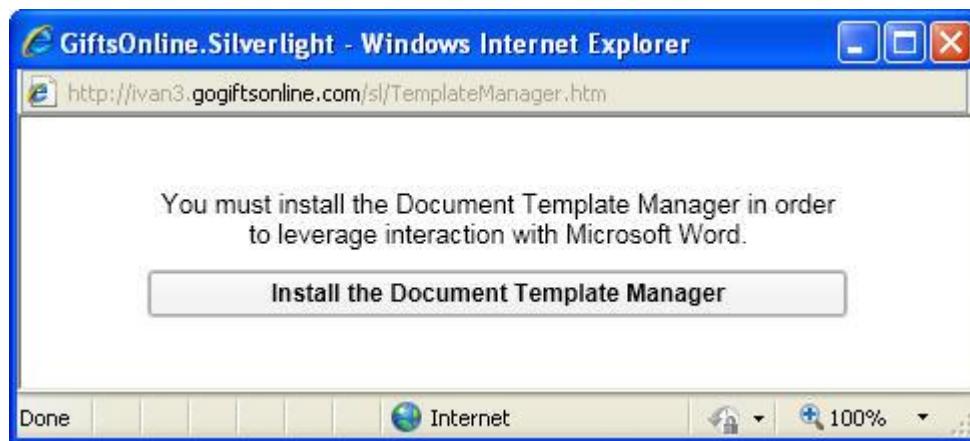 GiftsOnline.Silverlight - Windows Internet Explorer
http://ivan3.gogiftsonline.com/sl/TemplateManager.htm
You must install the Document Template Manager in order
to leverage interaction with Microsoft Word.
Install the Document Template Manager
Done Internet 100%